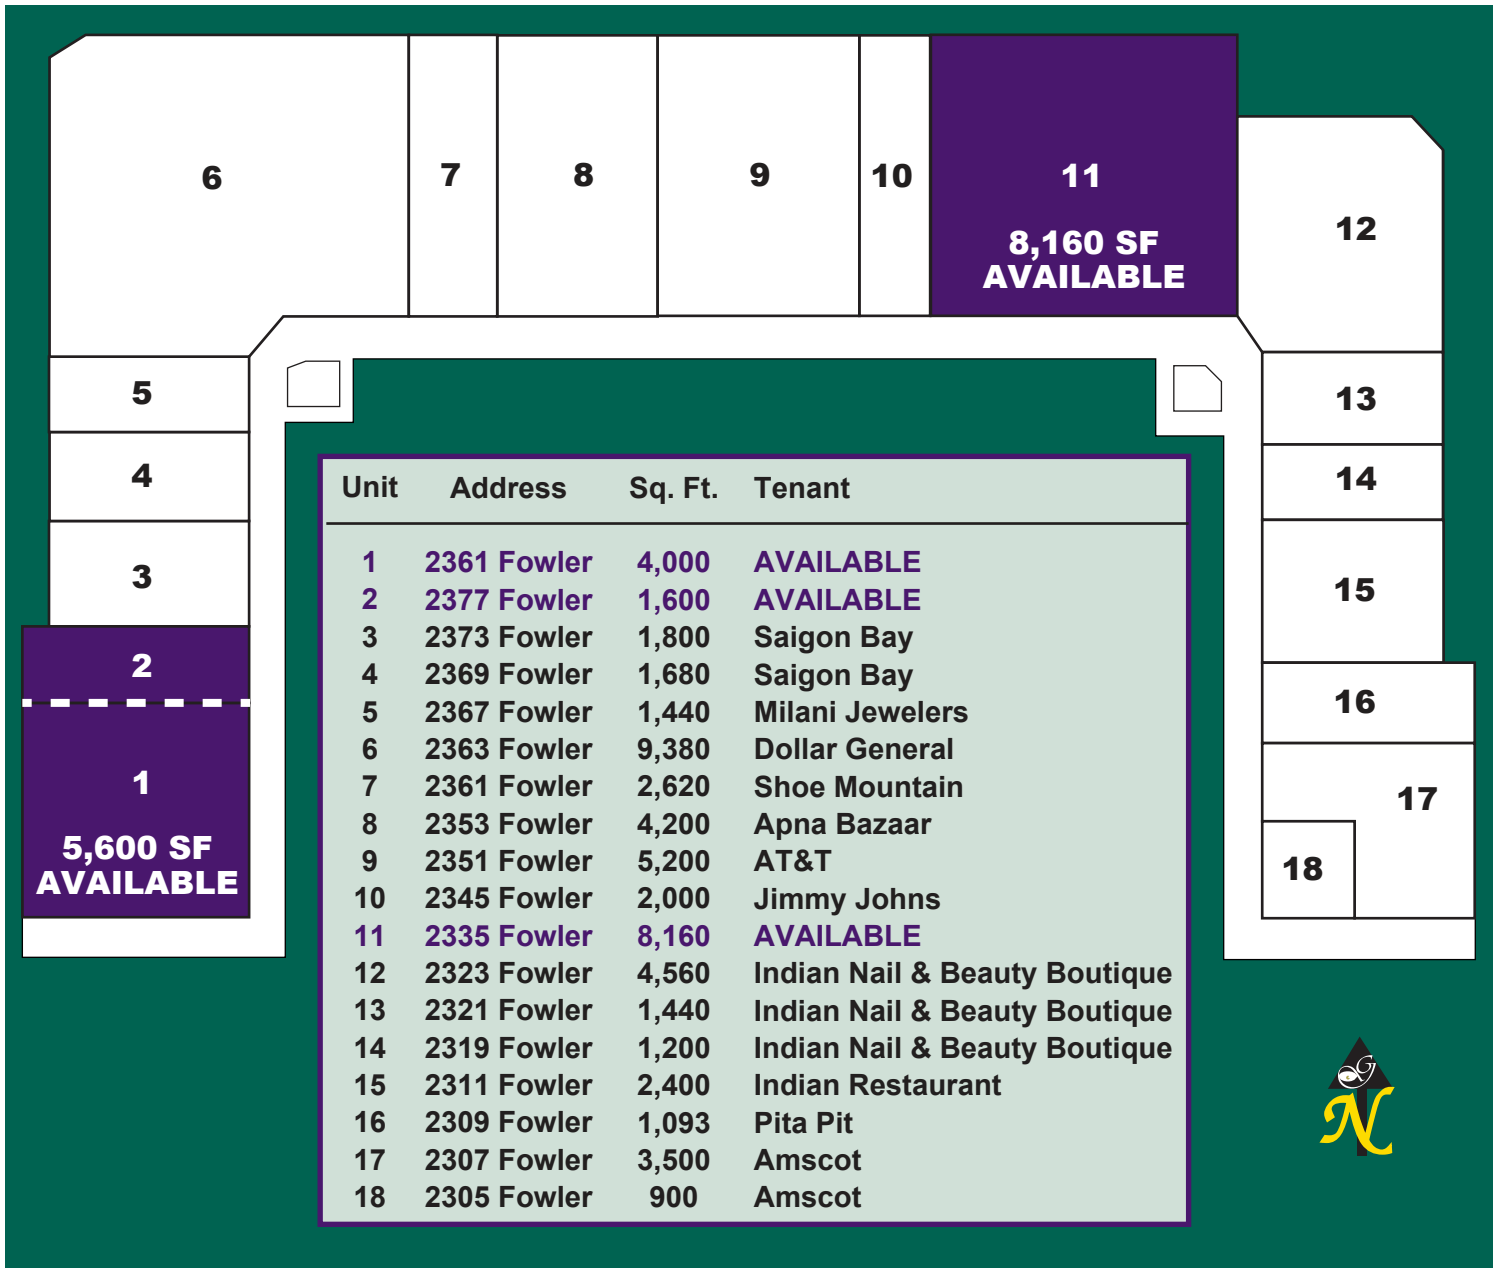 6
7
8
9
10
11
8,160 SF
AVAILABLE
12
5
4
3
2
1
5,600 SF
AVAILABLE
13
14
15
16
17
18
Unit Address Sq. Ft. Tenant
1 2361 Fowler 4,000 AVAILABLE
2 2377 Fowler 1,600 AVAILABLE
3 2373 Fowler 1,800 Saigon Bay
4 2369 Fowler 1,680 Saigon Bay
5 2367 Fowler 1,440 Milani Jewelers
6 2363 Fowler 9,380 Dollar General
7 2361 Fowler 2,620 Shoe Mountain
8 2353 Fowler 4,200 Apna Bazaar
9 2351 Fowler 5,200 AT&T
10 2345 Fowler 2,000 Jimmy Johns
11 2335 Fowler 8,160 AVAILABLE
12 2323 Fowler 4,560 Indian Nail & Beauty Boutique
13 2321 Fowler 1,440 Indian Nail & Beauty Boutique
14 2319 Fowler 1,200 Indian Nail & Beauty Boutique
15 2311 Fowler 2,400 Indian Restaurant
16 2309 Fowler 1,093 Pita Pit
17 2307 Fowler 3,500 Amscot
18 2305 Fowler 900 Amscot
N